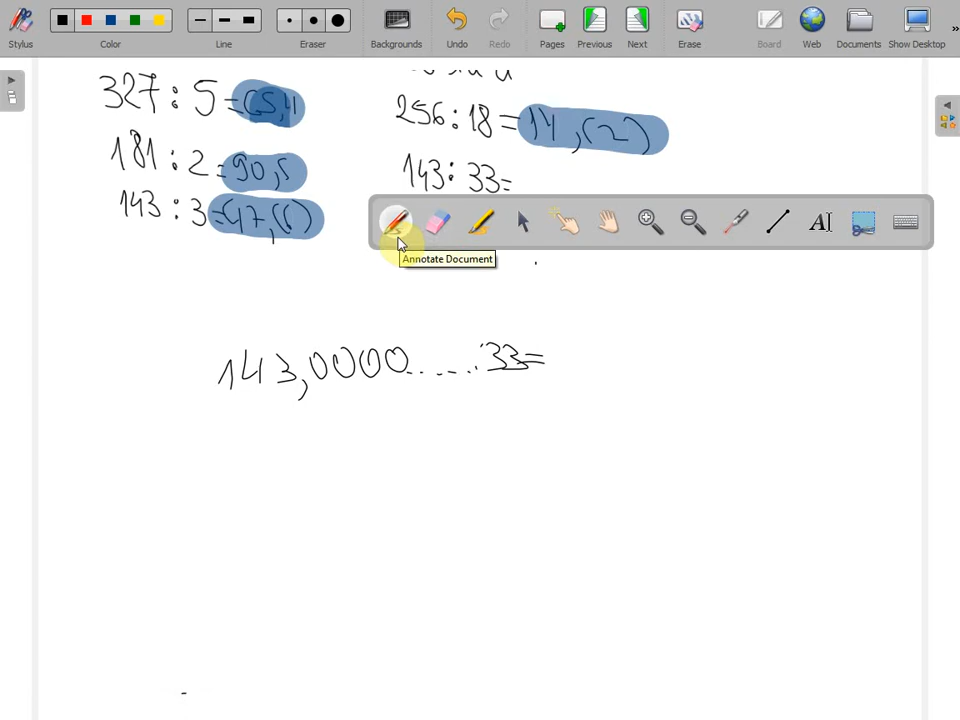 Stylus
Color
Line
Eraser
Backgrounds
Undo
Redo
Pages
Previous
Next
Erase
Board
Web
Documents
Show Desktop
327 : 5 = 65,4
256 : 18 = 14,(2)
181 : 2 = 90,5
143 : 33 =
143 : 3 = 47,(6)
Annotate Document
143,0000...... : 33 =